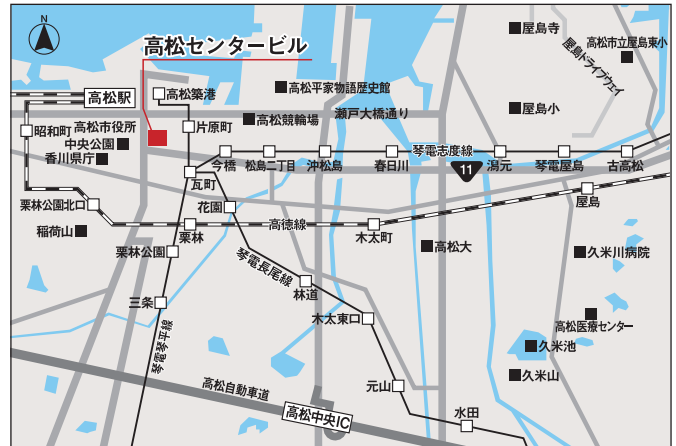 N
高松センタービル
屋島寺
高松市立屋島東小
屋島ドライブウェイ
高松駅
高松築港
高松平家物語歴史館
瀬戸大橋通り
屋島小
昭和町
高松市役所
片原町
高松競輪場
中央公園
香川県庁
今橋
松島二丁目
沖松島
春日川
琴電志度線
11
潟元
琴電屋島
古高松
瓦町
栗林公園北口
花園
屋島
稲荷山
栗林
高徳線
木太町
栗林公園
高松大
久米川病院
琴電長尾線
林道
三条
木太東口
高松医療センター
琴電琴平線
久米池
久米山
高松自動車道
元山
高松中央IC
水田